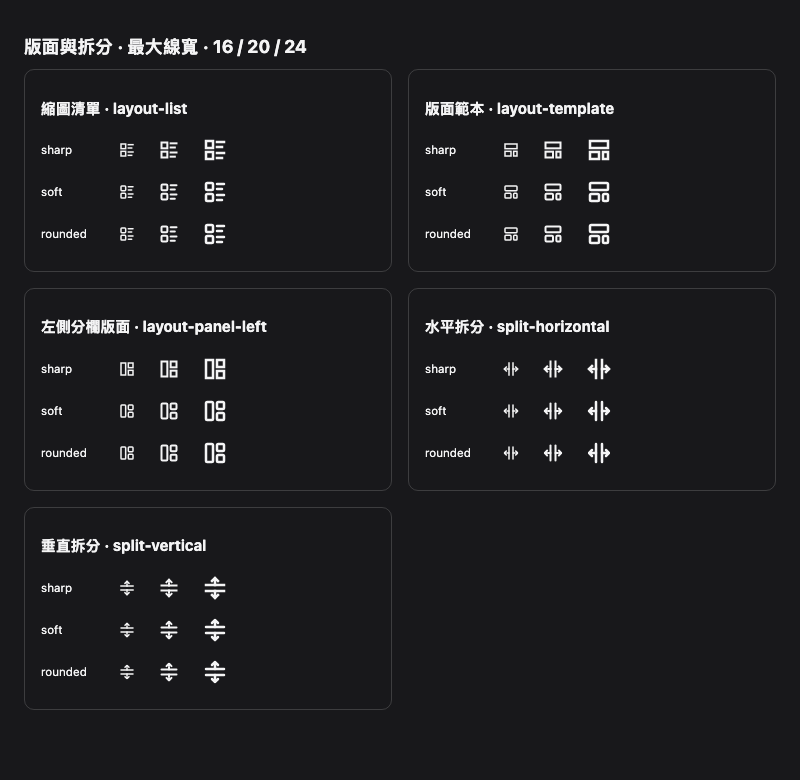 版面與拆分 · 最大線寬 · 16 / 20 / 24
縮圖清單 · layout-list
sharp
soft
rounded
版面範本 · layout-template
sharp
soft
rounded
左側分欄版面 · layout-panel-left
sharp
soft
rounded
水平拆分 · split-horizontal
sharp
soft
rounded
垂直拆分 · split-vertical
sharp
soft
rounded